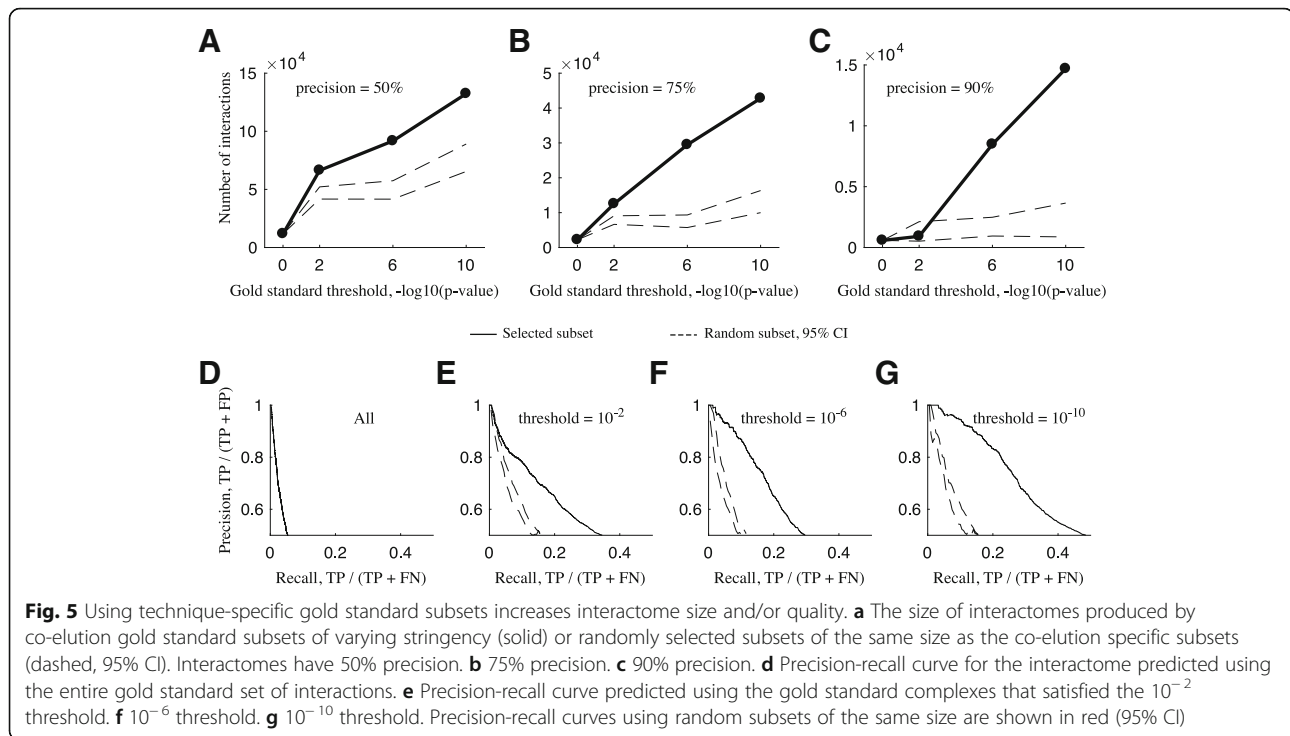 A
B
C
×10⁴
×10⁴
×10⁴
precision = 50%
precision = 75%
precision = 90%
Number of interactions
15
10
5
0
0 2 6 10
5
4
3
2
1
0
0 2 6 10
1.5
1
0.5
0
0 2 6 10
Gold standard threshold, -log10(p-value)
Gold standard threshold, -log10(p-value)
Gold standard threshold, -log10(p-value)
Selected subset
Random subset, 95% CI
D
E
F
G
Precision, TP / (TP + FP)
All
1
0.8
0.6
0 0.2 0.4
Recall, TP / (TP + FN)
threshold = 10⁻²
1
0.8
0.6
0 0.2 0.4
Recall, TP / (TP + FN)
threshold = 10⁻⁶
1
0.8
0.6
0 0.2 0.4
Recall, TP / (TP + FN)
threshold = 10⁻¹⁰
1
0.8
0.6
0 0.2 0.4
Recall, TP / (TP + FN)
Fig. 5 Using technique-specific gold standard subsets increases interactome size and/or quality. a The size of interactomes produced by
co-elution gold standard subsets of varying stringency (solid) or randomly selected subsets of the same size as the co-elution specific subsets
(dashed, 95% CI). Interactomes have 50% precision. b 75% precision. c 90% precision. d Precision-recall curve for the interactome predicted using
the entire gold standard set of interactions. e Precision-recall curve predicted using the gold standard complexes that satisfied the 10⁻²
threshold. f 10⁻⁶ threshold. g 10⁻¹⁰ threshold. Precision-recall curves using random subsets of the same size are shown in red (95% CI)